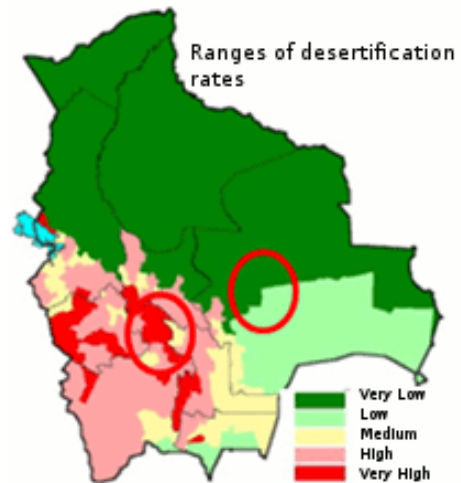 Ranges of desertification
rates
Very Low
Low
Medium
High
Very High